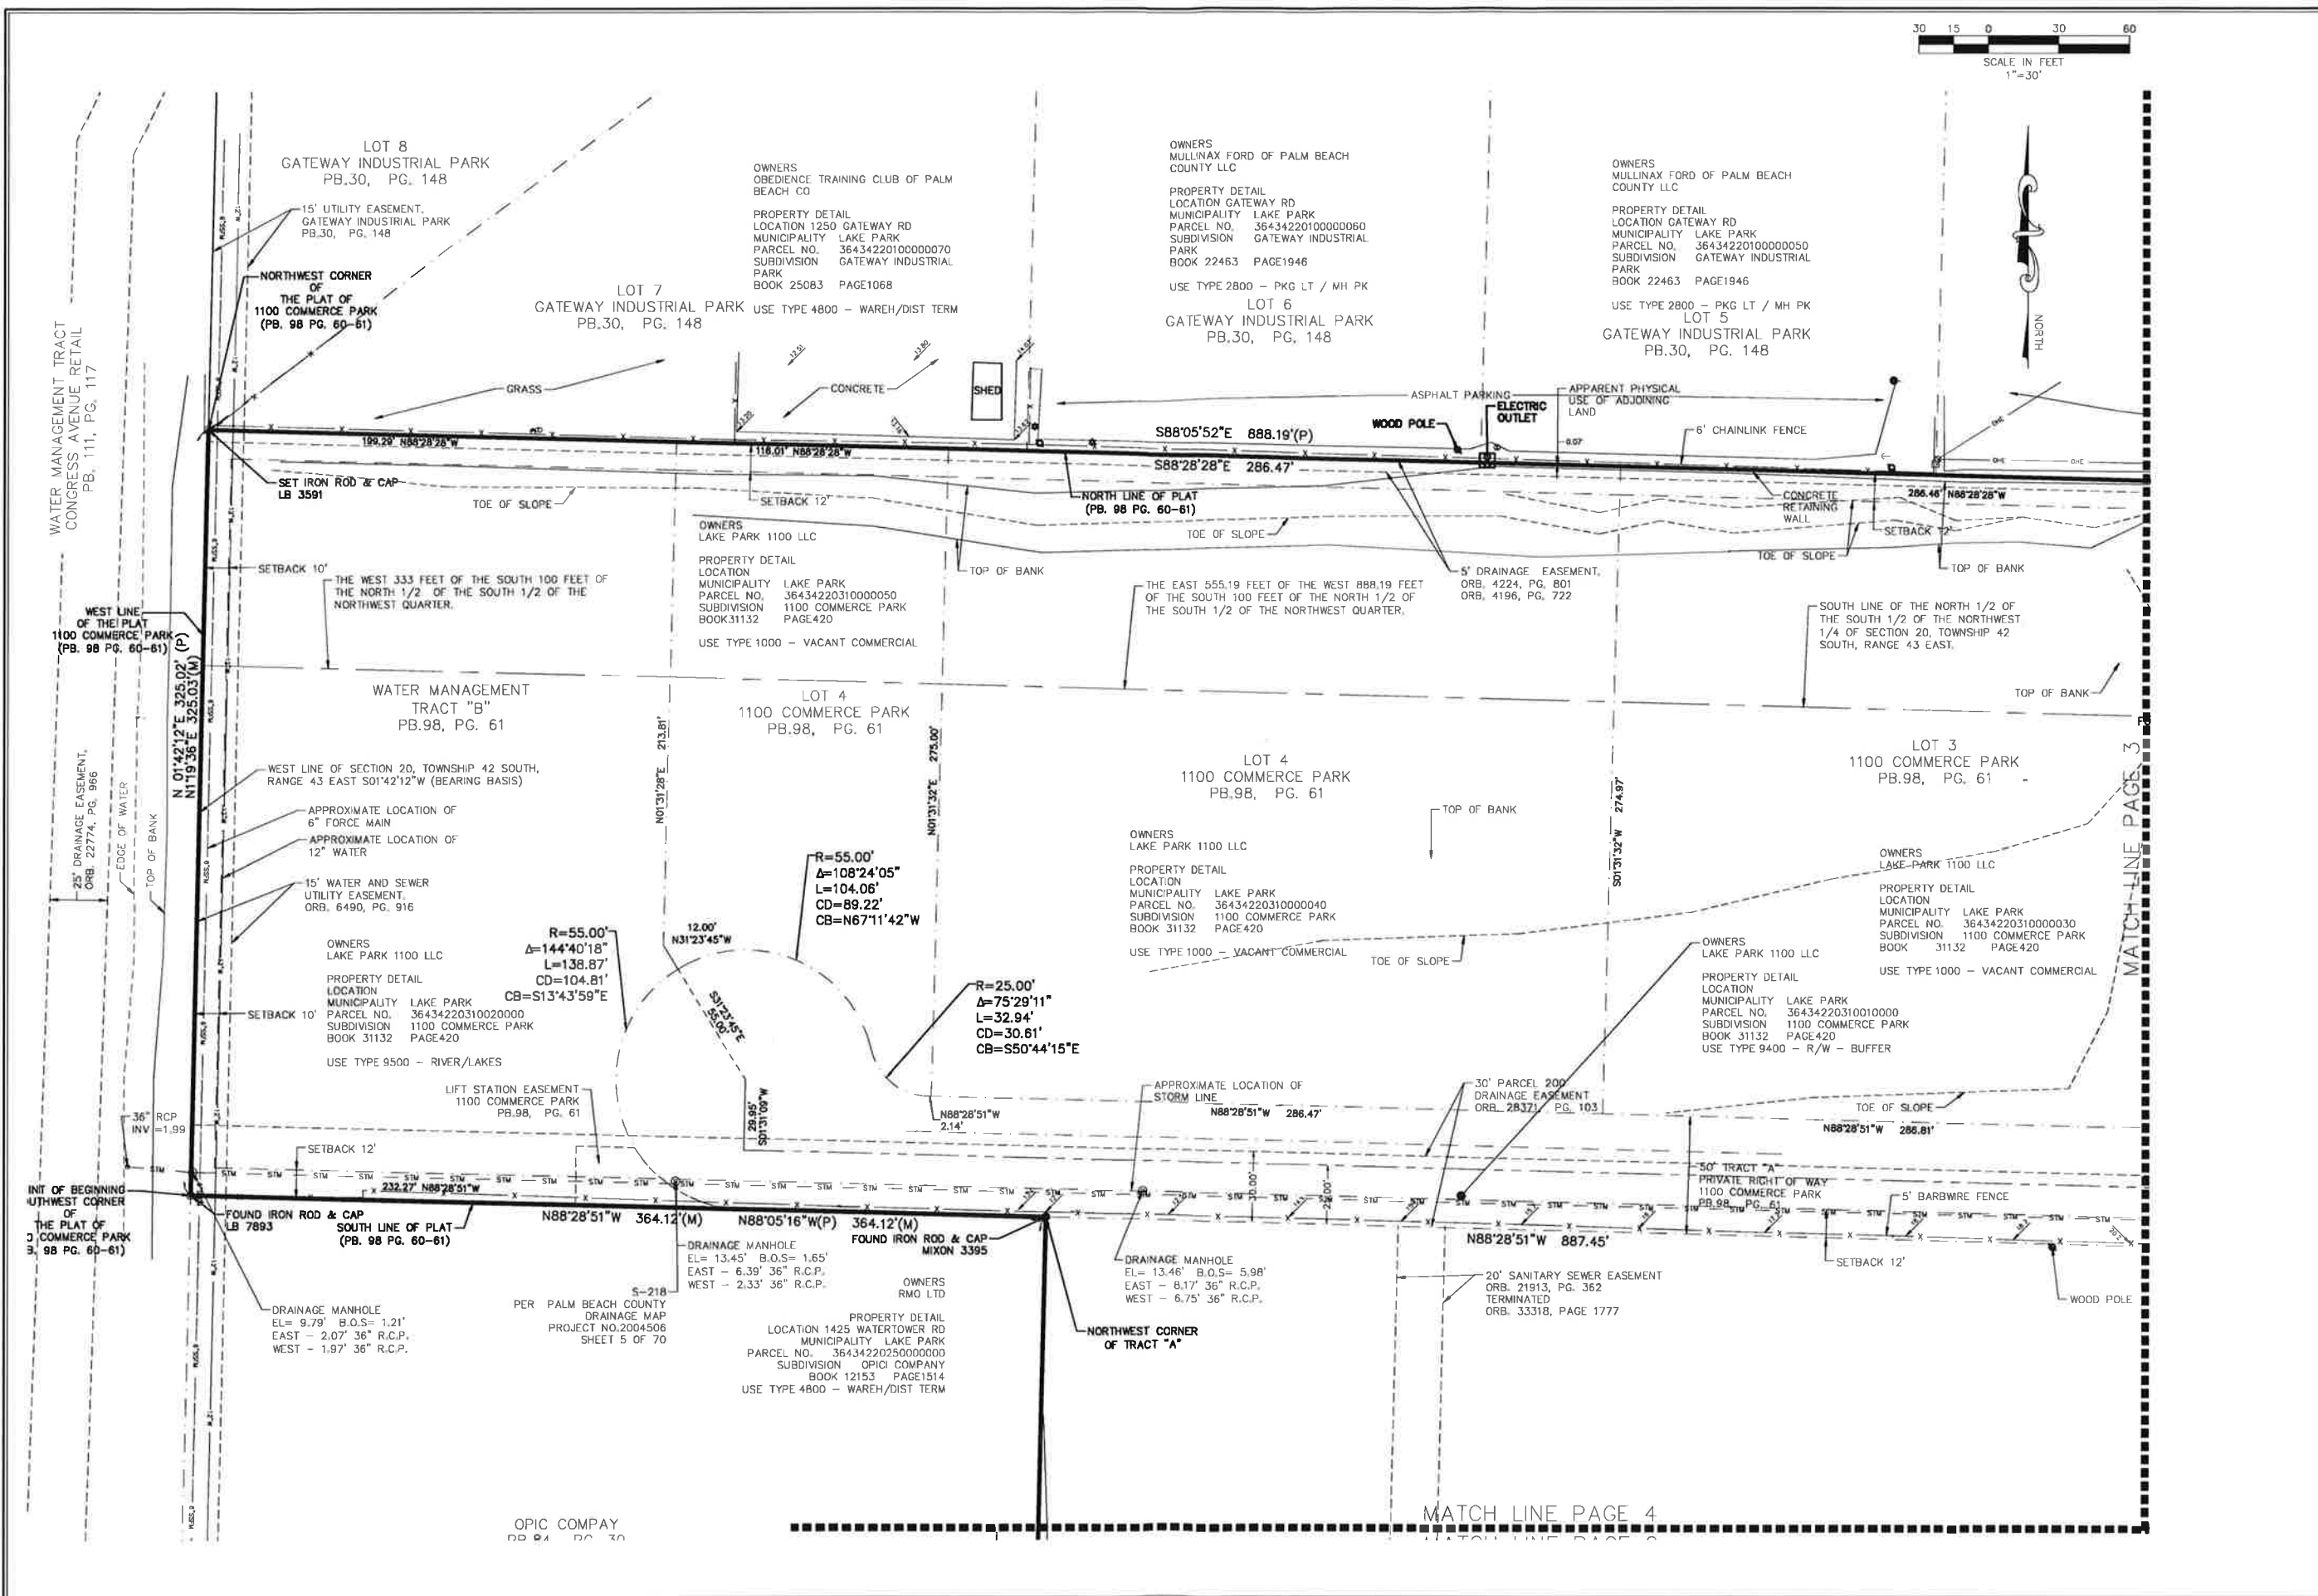 30 15 0 30 60
SCALE IN FEET
1"=30'
NORTH
LOT 8
GATEWAY INDUSTRIAL PARK
PB.30, PG. 148
15' UTILITY EASEMENT,
GATEWAY INDUSTRIAL PARK
PB.30, PG. 148
NORTHWEST CORNER
OF
THE PLAT OF
1100 COMMERCE PARK
(PB. 98 PG. 60-61)
WATER MANAGEMENT TRACT
CONGRESS AVENUE RETAIL
PB. 111, PG. 117
LOT 7
GATEWAY INDUSTRIAL PARK
PB.30, PG. 148
OWNERS
OBEDIENCE TRAINING CLUB OF PALM
BEACH CO
PROPERTY DETAIL
LOCATION 1250 GATEWAY RD
MUNICIPALITY LAKE PARK
PARCEL NO. 36434220100000070
SUBDIVISION GATEWAY INDUSTRIAL
PARK
BOOK 25083 PAGE1068
USE TYPE 4800 - WAREH/DIST TERM
OWNERS
MULLINAX FORD OF PALM BEACH
COUNTY LLC
PROPERTY DETAIL
LOCATION GATEWAY RD
MUNICIPALITY LAKE PARK
PARCEL NO. 36434220100000060
SUBDIVISION GATEWAY INDUSTRIAL
PARK
BOOK 22463 PAGE1946
USE TYPE 2800 - PKG LT / MH PK
LOT 6
GATEWAY INDUSTRIAL PARK
PB.30, PG. 148
OWNERS
MULLINAX FORD OF PALM BEACH
COUNTY LLC
PROPERTY DETAIL
LOCATION GATEWAY RD
MUNICIPALITY LAKE PARK
PARCEL NO. 36434220100000050
SUBDIVISION GATEWAY INDUSTRIAL
PARK
BOOK 22463 PAGE1946
USE TYPE 2800 - PKG LT / MH PK
LOT 5
GATEWAY INDUSTRIAL PARK
PB.30, PG. 148
GRASS
CONCRETE
SHED
ASPHALT PARKING
APPARENT PHYSICAL
USE OF ADJOINING
LAND
ELECTRIC
OUTLET
WOOD POLE
6' CHAINLINK FENCE
0.07'
OHE OHE
199.29' N88°28'28"W
116.01' N88°28'28"W
S88°05'52"E 888.19'(P)
S88°28'28"E 286.47'
286.46' N88°28'28"W
SET IRON ROD & CAP
LB 3591
TOE OF SLOPE
SETBACK 12'
NORTH LINE OF PLAT
(PB. 98 PG. 60-61)
TOE OF SLOPE
CONCRETE
RETAINING
WALL
SETBACK 12'
TOE OF SLOPE
TOP OF BANK
TOP OF BANK
5' DRAINAGE EASEMENT,
ORB. 4224, PG. 801
ORB. 4196, PG. 722
SETBACK 10'
THE WEST 333 FEET OF THE SOUTH 100 FEET OF
THE NORTH 1/2 OF THE SOUTH 1/2 OF THE
NORTHWEST QUARTER.
OWNERS
LAKE PARK 1100 LLC
PROPERTY DETAIL
LOCATION
MUNICIPALITY LAKE PARK
PARCEL NO. 36434220310000050
SUBDIVISION 1100 COMMERCE PARK
BOOK31132 PAGE420
USE TYPE 1000 - VACANT COMMERCIAL
THE EAST 555.19 FEET OF THE WEST 888.19 FEET
OF THE SOUTH 100 FEET OF THE NORTH 1/2 OF
THE SOUTH 1/2 OF THE NORTHWEST QUARTER.
SOUTH LINE OF THE NORTH 1/2 OF
THE SOUTH 1/2 OF THE NORTHWEST
1/4 OF SECTION 20, TOWNSHIP 42
SOUTH, RANGE 43 EAST.
TOP OF BANK
WEST LINE
OF THE PLAT
1100 COMMERCE PARK
(PB. 98 PG. 60-61)
N 01°42'12"E 325.02' (P)
N1°19'36"E 325.03'(M)
WATER MANAGEMENT
TRACT "B"
PB.98, PG. 61
LOT 4
1100 COMMERCE PARK
PB.98, PG. 61
LOT 4
1100 COMMERCE PARK
PB.98, PG. 61
LOT 3
1100 COMMERCE PARK
PB.98, PG. 61
N01°31'28"E 213.81'
N01°31'32"E 275.00'
S01°31'32"W 274.97'
MATCH LINE PAGE 3
WEST LINE OF SECTION 20, TOWNSHIP 42 SOUTH,
RANGE 43 EAST S01°42'12"W (BEARING BASIS)
APPROXIMATE LOCATION OF
6" FORCE MAIN
APPROXIMATE LOCATION OF
12" WATER
15' WATER AND SEWER
UTILITY EASEMENT,
ORB. 6490, PG. 916
25' DRAINAGE EASEMENT,
ORB. 22774, PG. 966
EDGE OF WATER
TOP OF BANK
OWNERS
LAKE PARK 1100 LLC
PROPERTY DETAIL
LOCATION
MUNICIPALITY LAKE PARK
PARCEL NO. 36434220310020000
SUBDIVISION 1100 COMMERCE PARK
BOOK 31132 PAGE420
USE TYPE 9500 - RIVER/LAKES
SETBACK 10'
R=55.00'
Δ=144°40'18"
L=138.87'
CD=104.81'
CB=S13°43'59"E
12.00'
N31°23'45"W
R=55.00'
Δ=108°24'05"
L=104.06'
CD=89.22'
CB=N67°11'42"W
S31°23'45"E
55.00'
R=25.00'
Δ=75°29'11"
L=32.94'
CD=30.61'
CB=S50°44'15"E
TOP OF BANK
OWNERS
LAKE PARK 1100 LLC
PROPERTY DETAIL
LOCATION
MUNICIPALITY LAKE PARK
PARCEL NO. 36434220310000040
SUBDIVISION 1100 COMMERCE PARK
BOOK 31132 PAGE420
USE TYPE 1000 - VACANT COMMERCIAL
TOE OF SLOPE
OWNERS
LAKE PARK 1100 LLC
PROPERTY DETAIL
LOCATION
MUNICIPALITY LAKE PARK
PARCEL NO. 36434220310000030
SUBDIVISION 1100 COMMERCE PARK
BOOK 31132 PAGE420
USE TYPE 1000 - VACANT COMMERCIAL
OWNERS
LAKE PARK 1100 LLC
PROPERTY DETAIL
LOCATION
MUNICIPALITY LAKE PARK
PARCEL NO. 36434220310010000
SUBDIVISION 1100 COMMERCE PARK
BOOK 31132 PAGE420
USE TYPE 9400 - R/W - BUFFER
LIFT STATION EASEMENT
1100 COMMERCE PARK
PB.98, PG. 61
29.95'
S01°31'09"W
N88°28'51"W
2.14'
APPROXIMATE LOCATION OF
STORM LINE
N88°28'51"W 286.47'
30' PARCEL 200
DRAINAGE EASEMENT
ORB. 28371, PG. 103
TOE OF SLOPE
N88°28'51"W 286.81'
36" RCP
INV =1.99
SETBACK 12'
232.27' N88°28'51"W
30.00'
50' TRACT "A"
PRIVATE RIGHT OF WAY
1100 COMMERCE PARK
PB.98, PG. 61
5' BARBWIRE FENCE
INT OF BEGINNING
UTHWEST CORNER
OF
THE PLAT OF
COMMERCE PARK
98 PG. 60-61)
FOUND IRON ROD & CAP
LB 7893
SOUTH LINE OF PLAT
(PB. 98 PG. 60-61)
N88°28'51"W 364.12'(M)
N88°05'16"W(P) 364.12'(M)
FOUND IRON ROD & CAP
MIXON 3395
N88°28'51"W 887.45'
SETBACK 12'
WOOD POLE
DRAINAGE MANHOLE
EL= 9.79' B.O.S= 1.21'
EAST - 2.07' 36" R.C.P.
WEST - 1.97' 36" R.C.P.
DRAINAGE MANHOLE
EL= 13.45' B.O.S= 1.65'
EAST - 6.39' 36" R.C.P.
WEST - 2.33' 36" R.C.P.
S-218
PER PALM BEACH COUNTY
DRAINAGE MAP
PROJECT NO.2004506
SHEET 5 OF 70
OWNERS
RMO LTD
PROPERTY DETAIL
LOCATION 1425 WATERTOWER RD
MUNICIPALITY LAKE PARK
PARCEL NO. 36434220250000000
SUBDIVISION OPICI COMPANY
BOOK 12153 PAGE1514
USE TYPE 4800 - WAREH/DIST TERM
DRAINAGE MANHOLE
EL= 13.46' B.O.S= 5.98'
EAST - 8.17' 36" R.C.P.
WEST - 6.75' 36" R.C.P.
NORTHWEST CORNER
OF TRACT "A"
20' SANITARY SEWER EASEMENT
ORB. 21913, PG. 362
TERMINATED
ORB. 33318, PAGE 1777
OPIC COMPAY
PB 84 PG 30
MATCH LINE PAGE 4